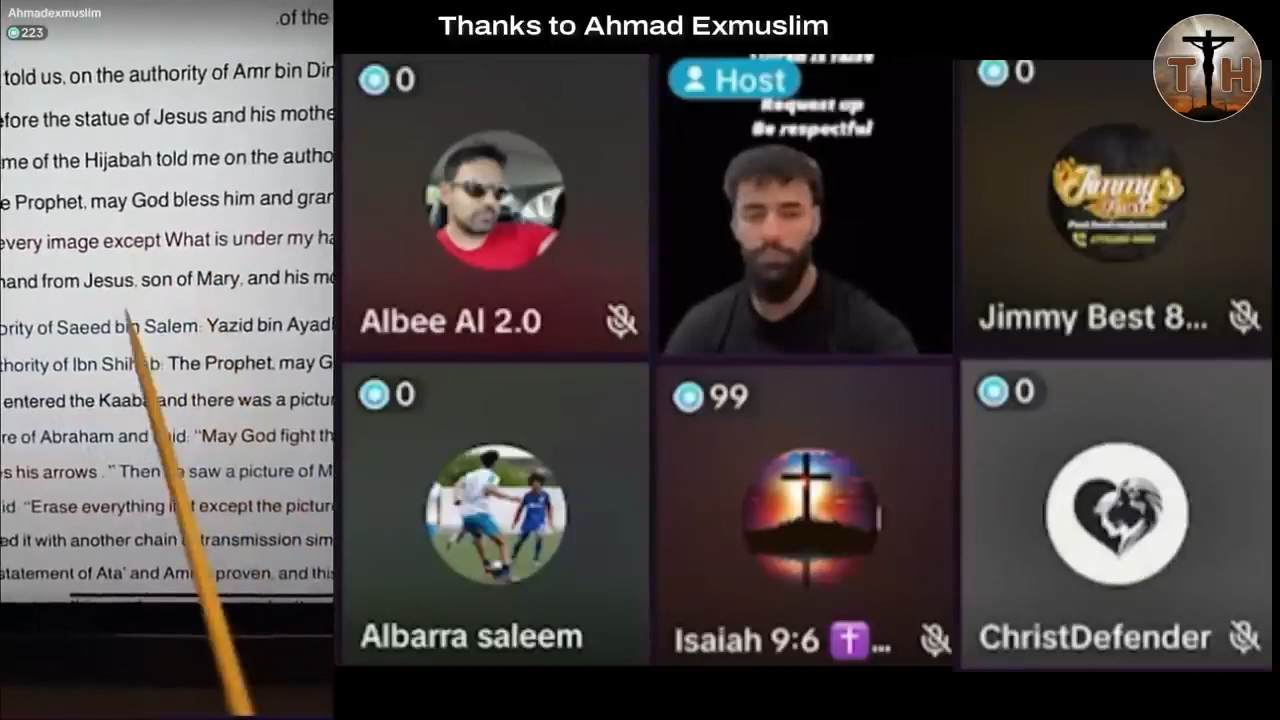 Ahmadexmuslim
223
.of the
told us, on the authority of Amr bin Din
efore the statue of Jesus and his mothe
me of the Hijabah told me on the autho
e Prophet, may God bless him and gran
every image except What is under my ha
hand from Jesus, son of Mary, and his mo
ority of Saeed bin Salem: Yazid bin Ayad
thority of Ibn Shihab: The Prophet, may G
entered the Kaaba and there was a pictur
re of Abraham and said: “May God fight th
s his arrows .” Then he saw a picture of M
id “Erase everything it except the pictur
ed it with another chain transmission sim
statement of Ata’ and Amr proven, and this
Thanks to Ahmad Exmuslim
TH
0
Host
Request up
Be respectful
0
Jimmy's
Best
Albee Al 2.0
Jimmy Best 8...
0
99
0
Albarra saleem
Isaiah 9:6 ✝️...
ChristDefender